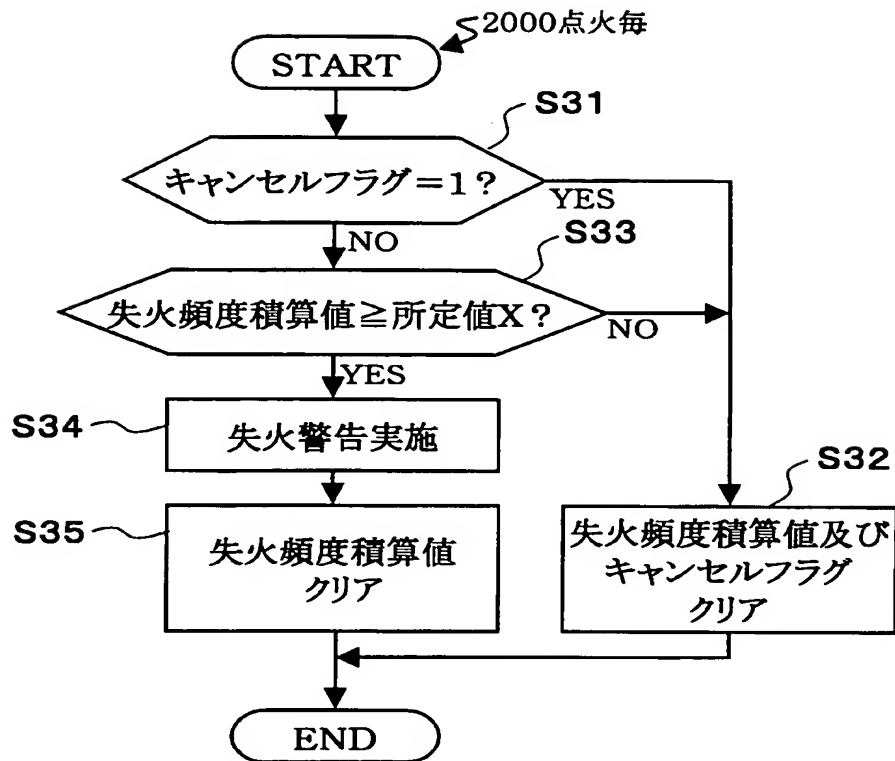 2000点火毎
START
S31
キャンセルフラグ＝1？
YES
NO
S33
失火頻度積算値≧所定値X？
NO
YES
S34
失火警告実施
S32
S35
失火頻度積算値
クリア
失火頻度積算値及び
キャンセルフラグ
クリア
END